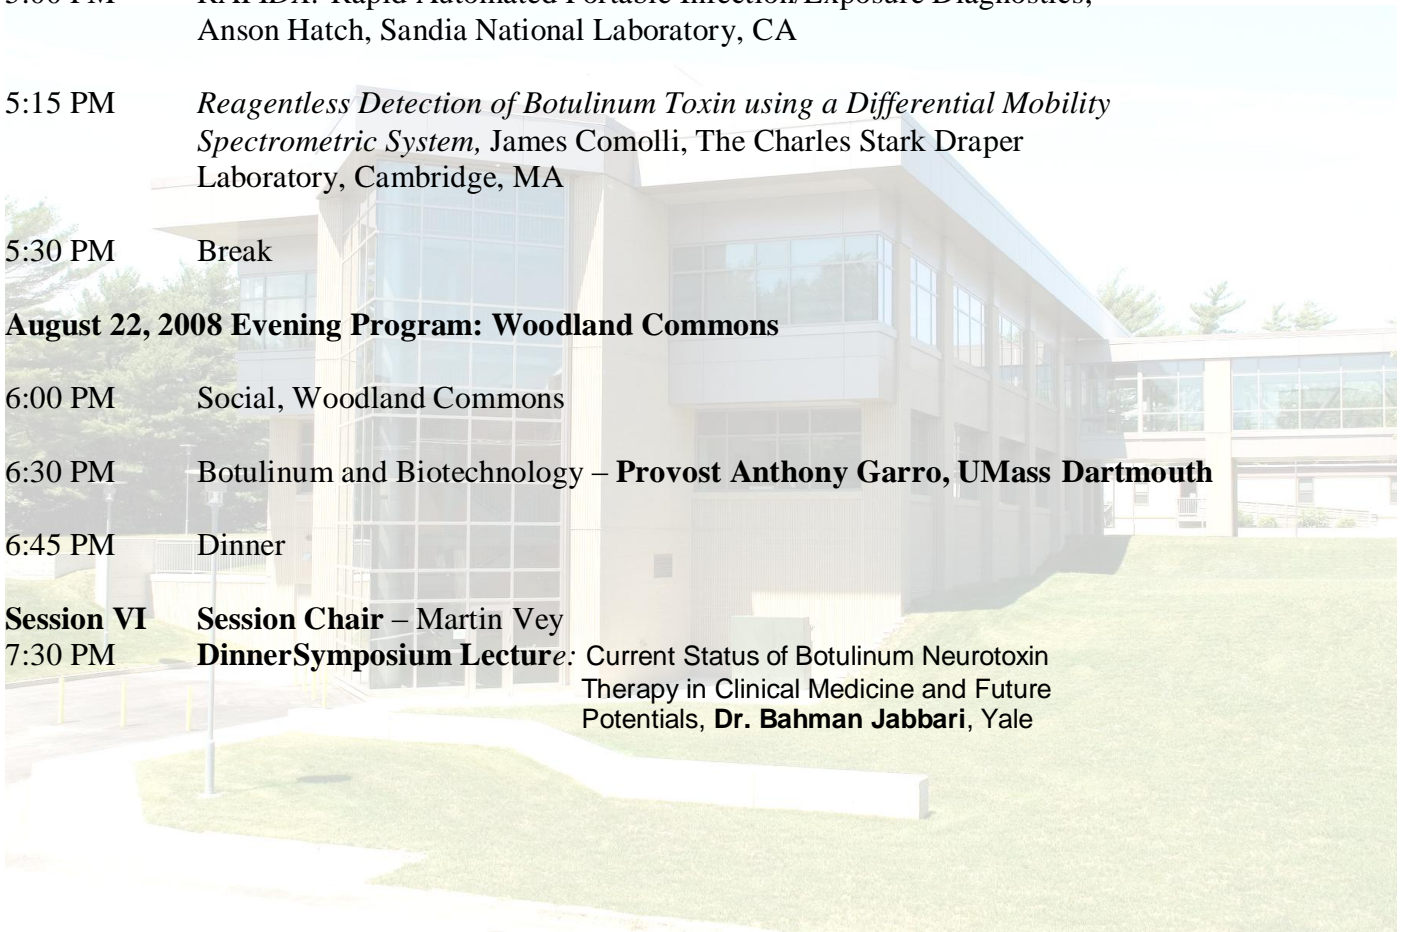 5:00 PM RAPIDX: Rapid Automated Portable Infection/Exposure Diagnostics,
Anson Hatch, Sandia National Laboratory, CA
5:15 PM Reagentless Detection of Botulinum Toxin using a Differential Mobility
Spectrometric System, James Comolli, The Charles Stark Draper
Laboratory, Cambridge, MA
5:30 PM Break
August 22, 2008 Evening Program: Woodland Commons
6:00 PM Social, Woodland Commons
6:30 PM Botulinum and Biotechnology – Provost Anthony Garro, UMass Dartmouth
6:45 PM Dinner
Session VI Session Chair – Martin Vey
7:30 PM DinnerSymposium Lecture: Current Status of Botulinum Neurotoxin
Therapy in Clinical Medicine and Future
Potentials, Dr. Bahman Jabbari, Yale